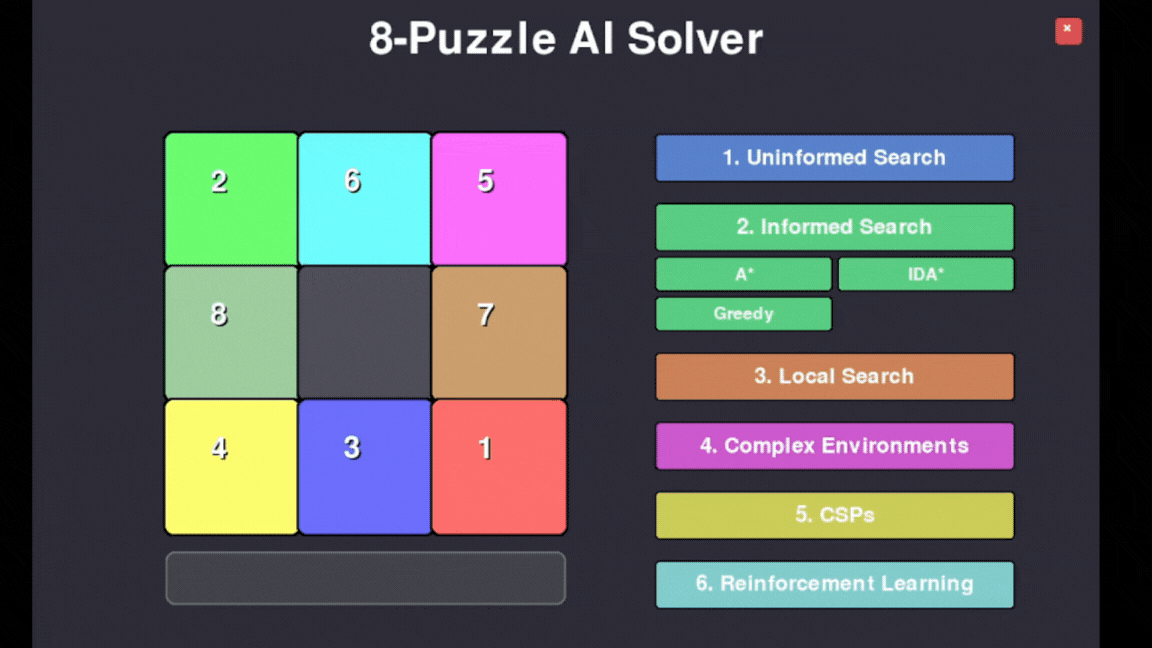 8-Puzzle AI Solver
×
2 6 5
8 7
4 3 1
1. Uninformed Search
2. Informed Search
A* IDA*
Greedy
3. Local Search
4. Complex Environments
5. CSPs
6. Reinforcement Learning